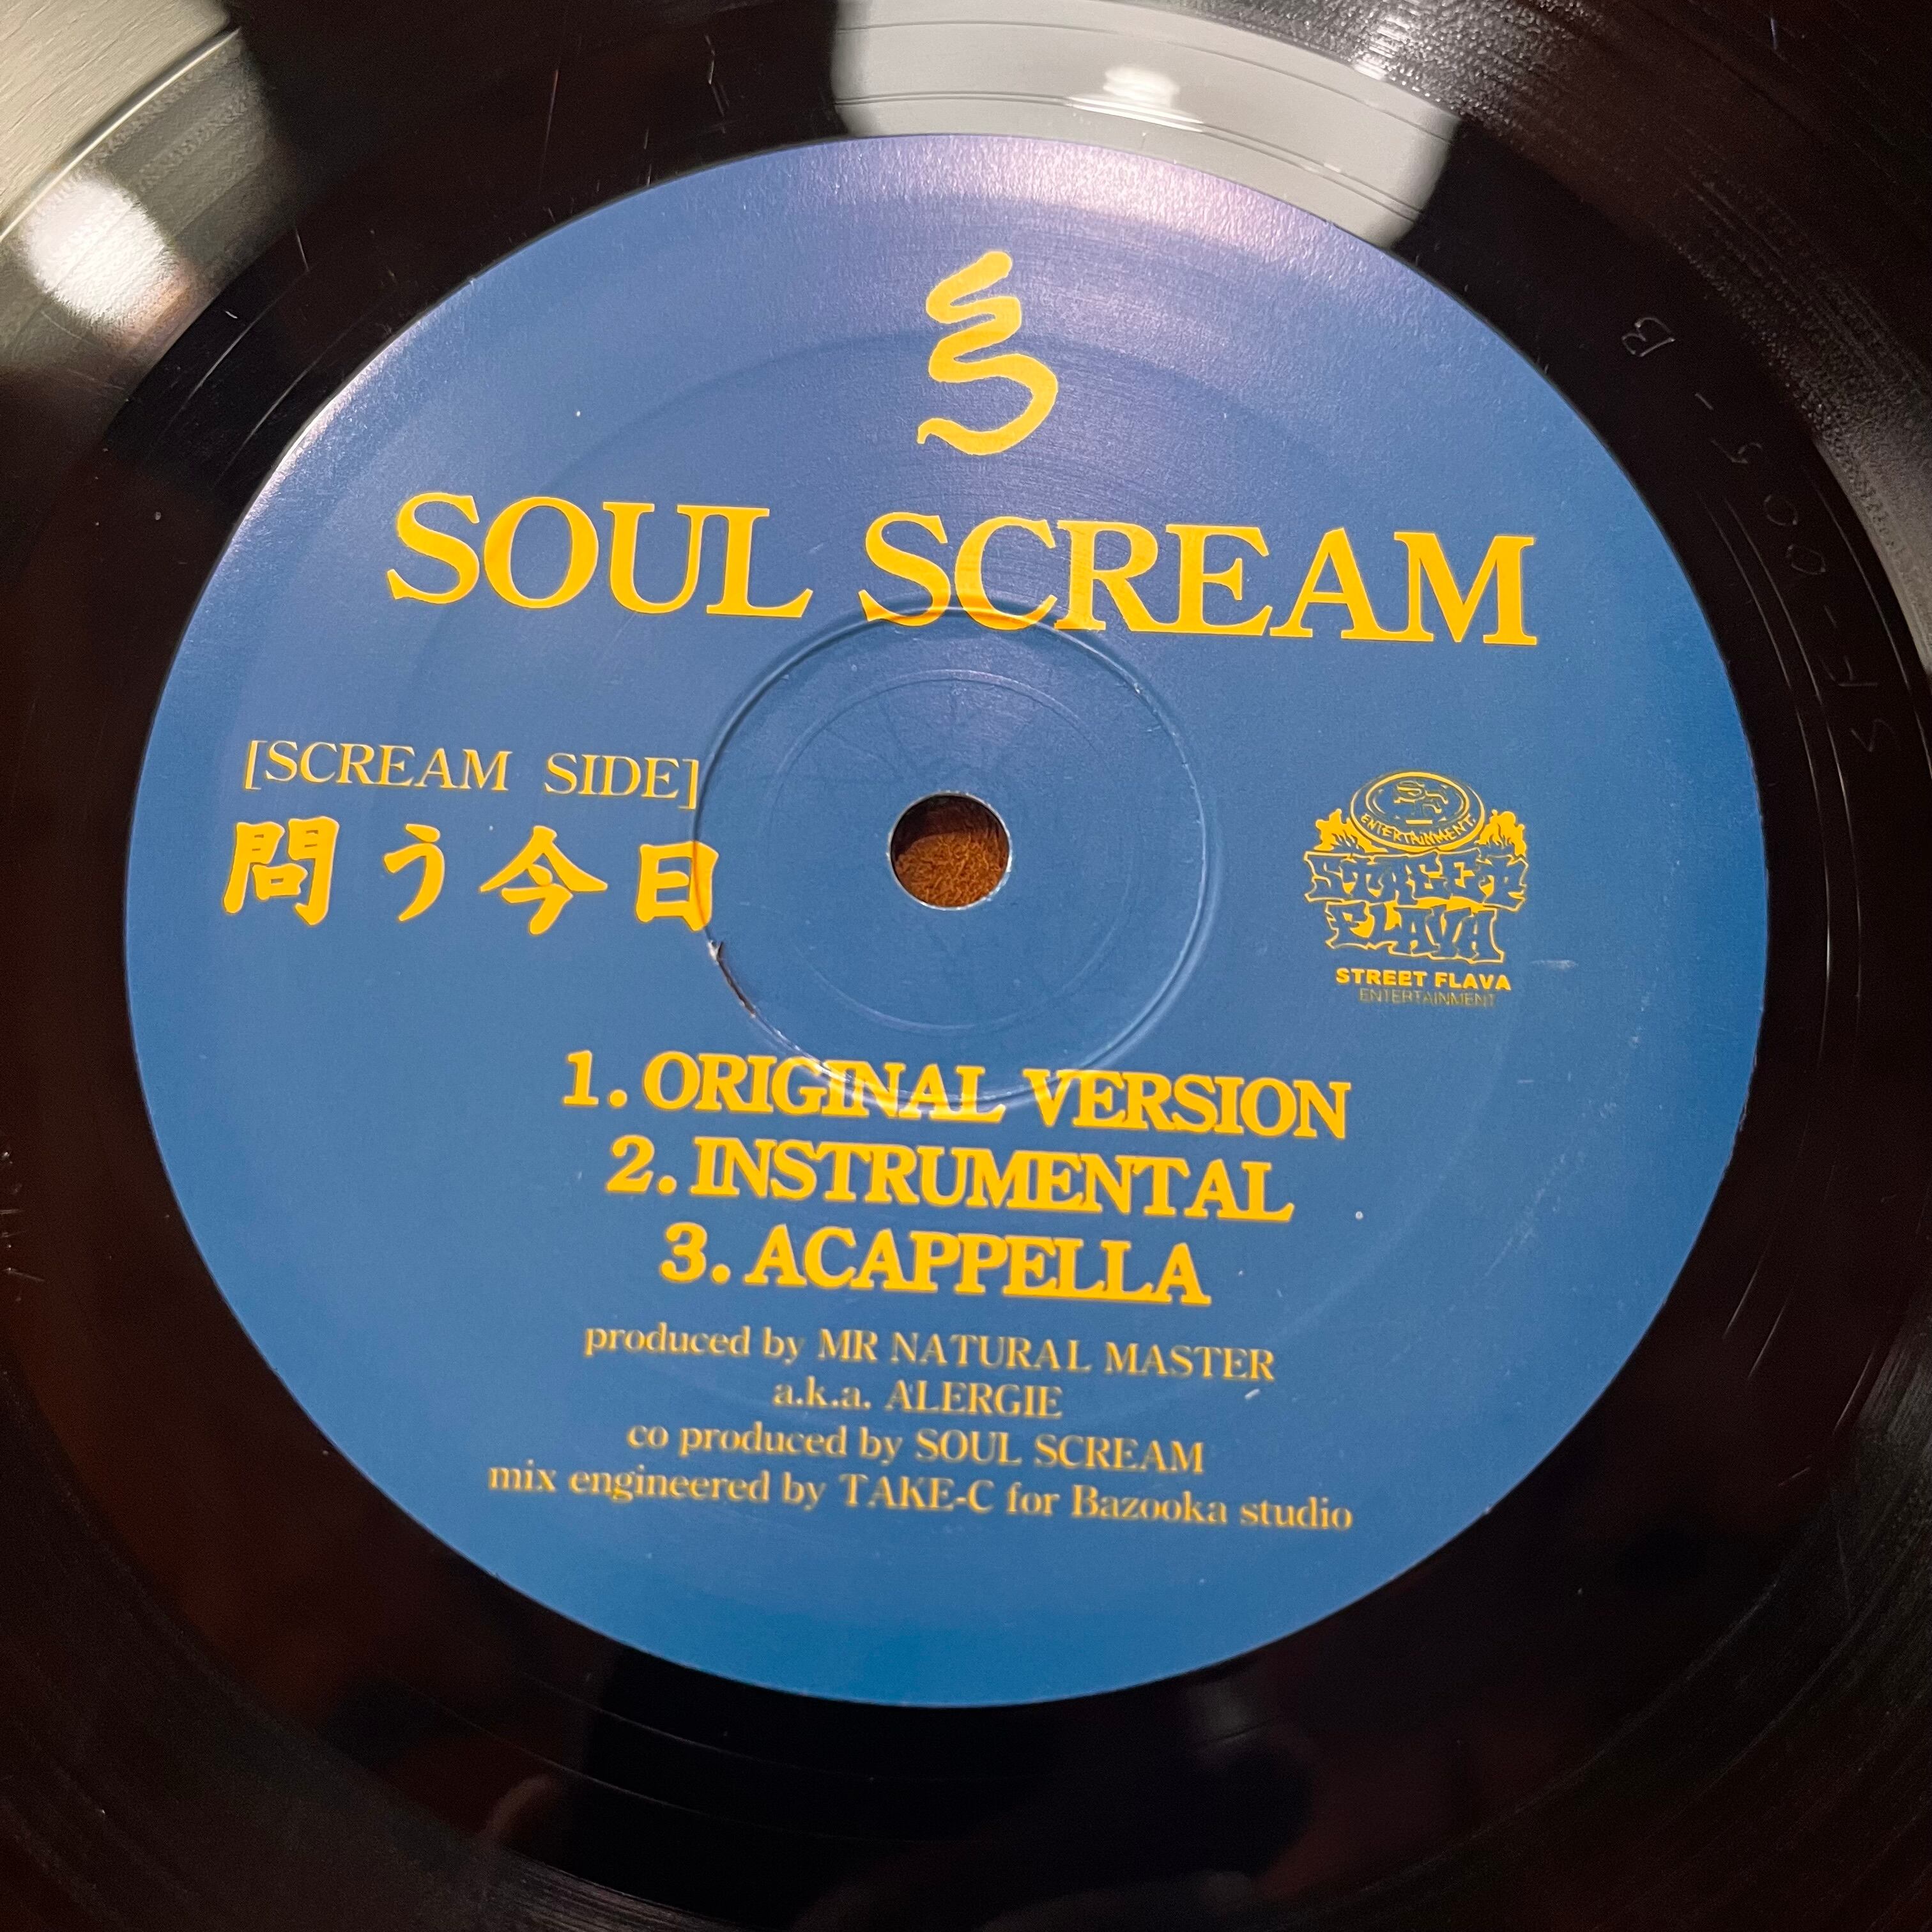 SOUL SCREAM
[SCREAM SIDE]
問う今日
ENTERTAINMENT.
STREET
FLAVA
STREET FLAVA
ENTERTAINMENT
1. ORIGINAL VERSION
2. INSTRUMENTAL
3. ACAPPELLA
produced by MR NATURAL MASTER
a.k.a. ALERGIE
co produced by SOUL SCREAM
mix engineered by TAKE-C for Bazooka studio